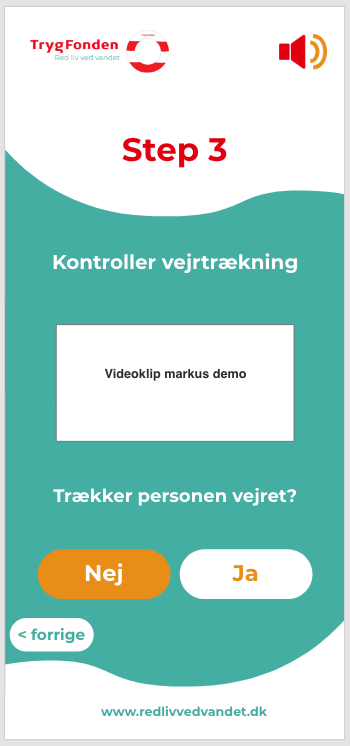 TrygFonden
Red liv ved vandet
Step 3
Kontroller vejrtrækning
Videoklip markus demo
Trækker personen vejret?
Nej
Ja
< forrige
www.redlivvedvandet.dk